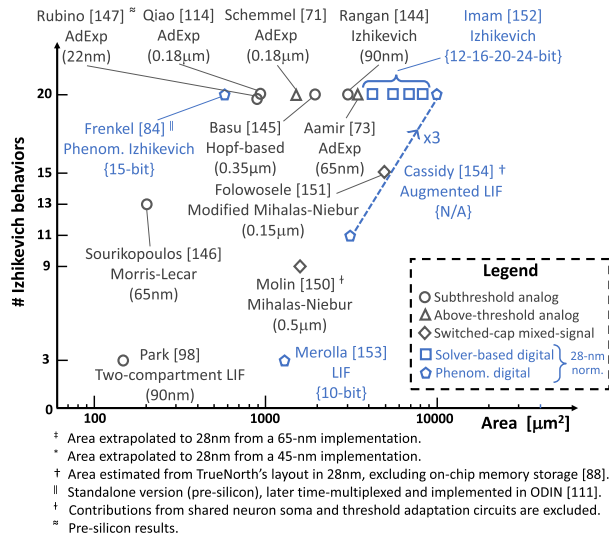 Rubino [147] ≈
AdExp
(22nm)
Qiao [114]
AdExp
(0.18μm)
Schemmel [71]
AdExp
(0.18μm)
Rangan [144]
Izhikevich
(90nm)
Imam [152]
Izhikevich
{12-16-20-24-bit}
Frenkel [84] ‖
Phenom. Izhikevich
{15-bit}
Basu [145]
Hopf-based
(0.35μm)
Aamir [73]
AdExp
(65nm)
x3
Folowosele [151]
Modified Mihalas-Niebur
(0.15μm)
Cassidy [154] †
Augmented LIF
{N/A}
Sourikopoulos [146]
Morris-Lecar
(65nm)
Molin [150] †
Mihalas-Niebur
(0.5μm)
Park [98]
Two-compartment LIF
(90nm)
Merolla [153]
LIF
{10-bit}
Legend
Subthreshold analog
Above-threshold analog
Switched-cap mixed-signal
Solver-based digital
Phenom. digital
28-nm
norm.
# Izhikevich behaviors
20
15
13
11
9
3
0
100
1000
10000
Area [μm²]
‡ Area extrapolated to 28nm from a 65-nm implementation.
* Area extrapolated to 28nm from a 45-nm implementation.
† Area estimated from TrueNorth's layout in 28nm, excluding on-chip memory storage [88].
‖ Standalone version (pre-silicon), later time-multiplexed and implemented in ODIN [111].
† Contributions from shared neuron soma and threshold adaptation circuits are excluded.
≈ Pre-silicon results.